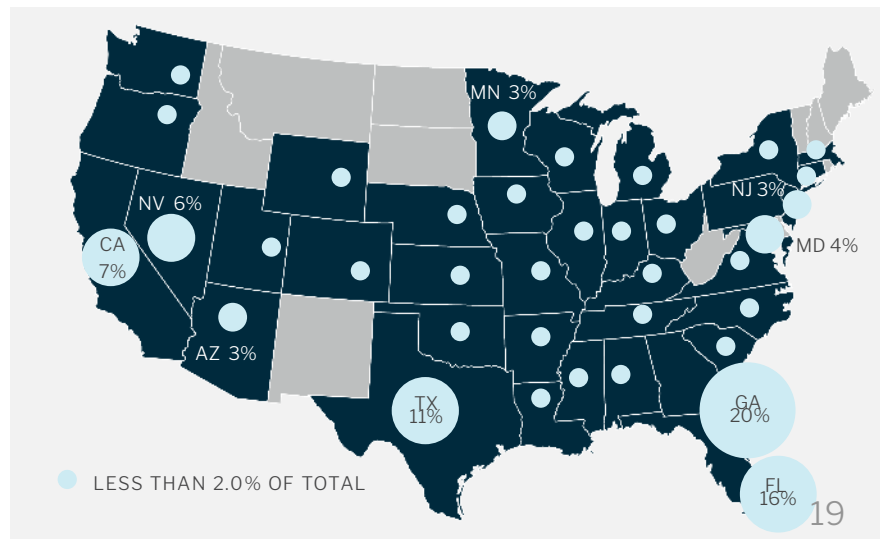 MN 3%
NV 6%
NJ 3%
CA
7%
MD 4%
AZ 3%
TX
11%
GA
20%
LESS THAN 2.0% OF TOTAL
FL
16%
19